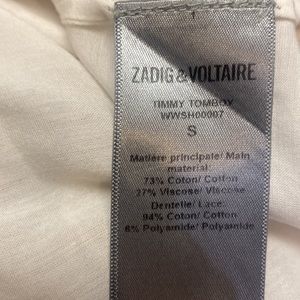 1
ZADIG&VOLTAIRE
TIMMY TOMBOY
WWSH00007
S
Matière principale/ Main
material:
73% Coton/ Cotton
27% Viscose/ Viscose
Dentelle/ Lace:
94% Coton/ Cotton
6% Polyamide/ Polyamide